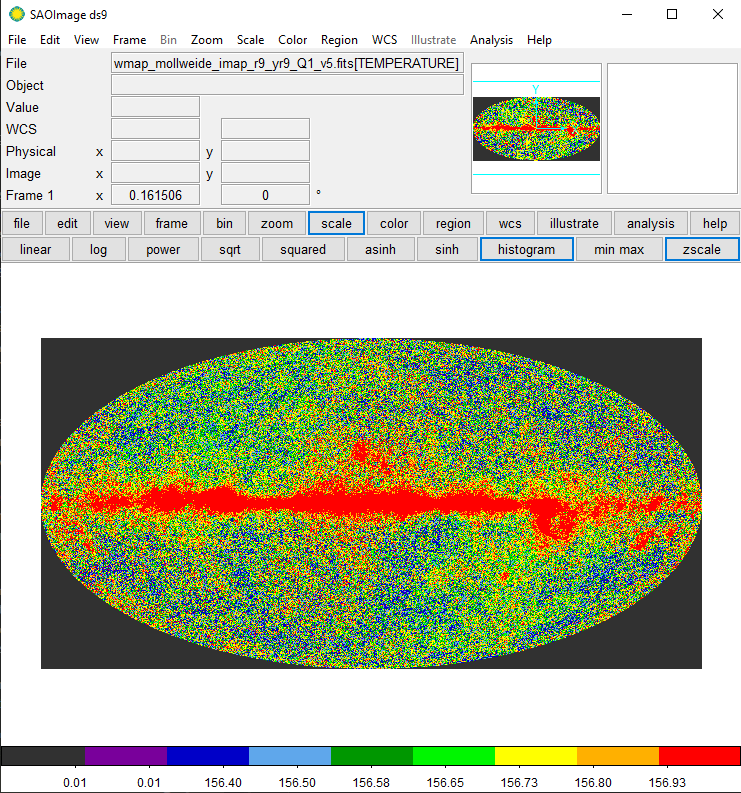 SAOImage ds9
File Edit View Frame Bin Zoom Scale Color Region WCS Illustrate Analysis Help
File wmap_mollweide_imap_r9_yr9_Q1_v5.fits[TEMPERATURE]
Object
Value
WCS
Physical x y
Image x y
Frame 1 x 0.161506 0 °
Y
file edit view frame bin zoom scale color region wcs illustrate analysis help
linear log power sqrt squared asinh sinh histogram min max zscale
0.01 0.01 156.40 156.50 156.58 156.65 156.73 156.80 156.93